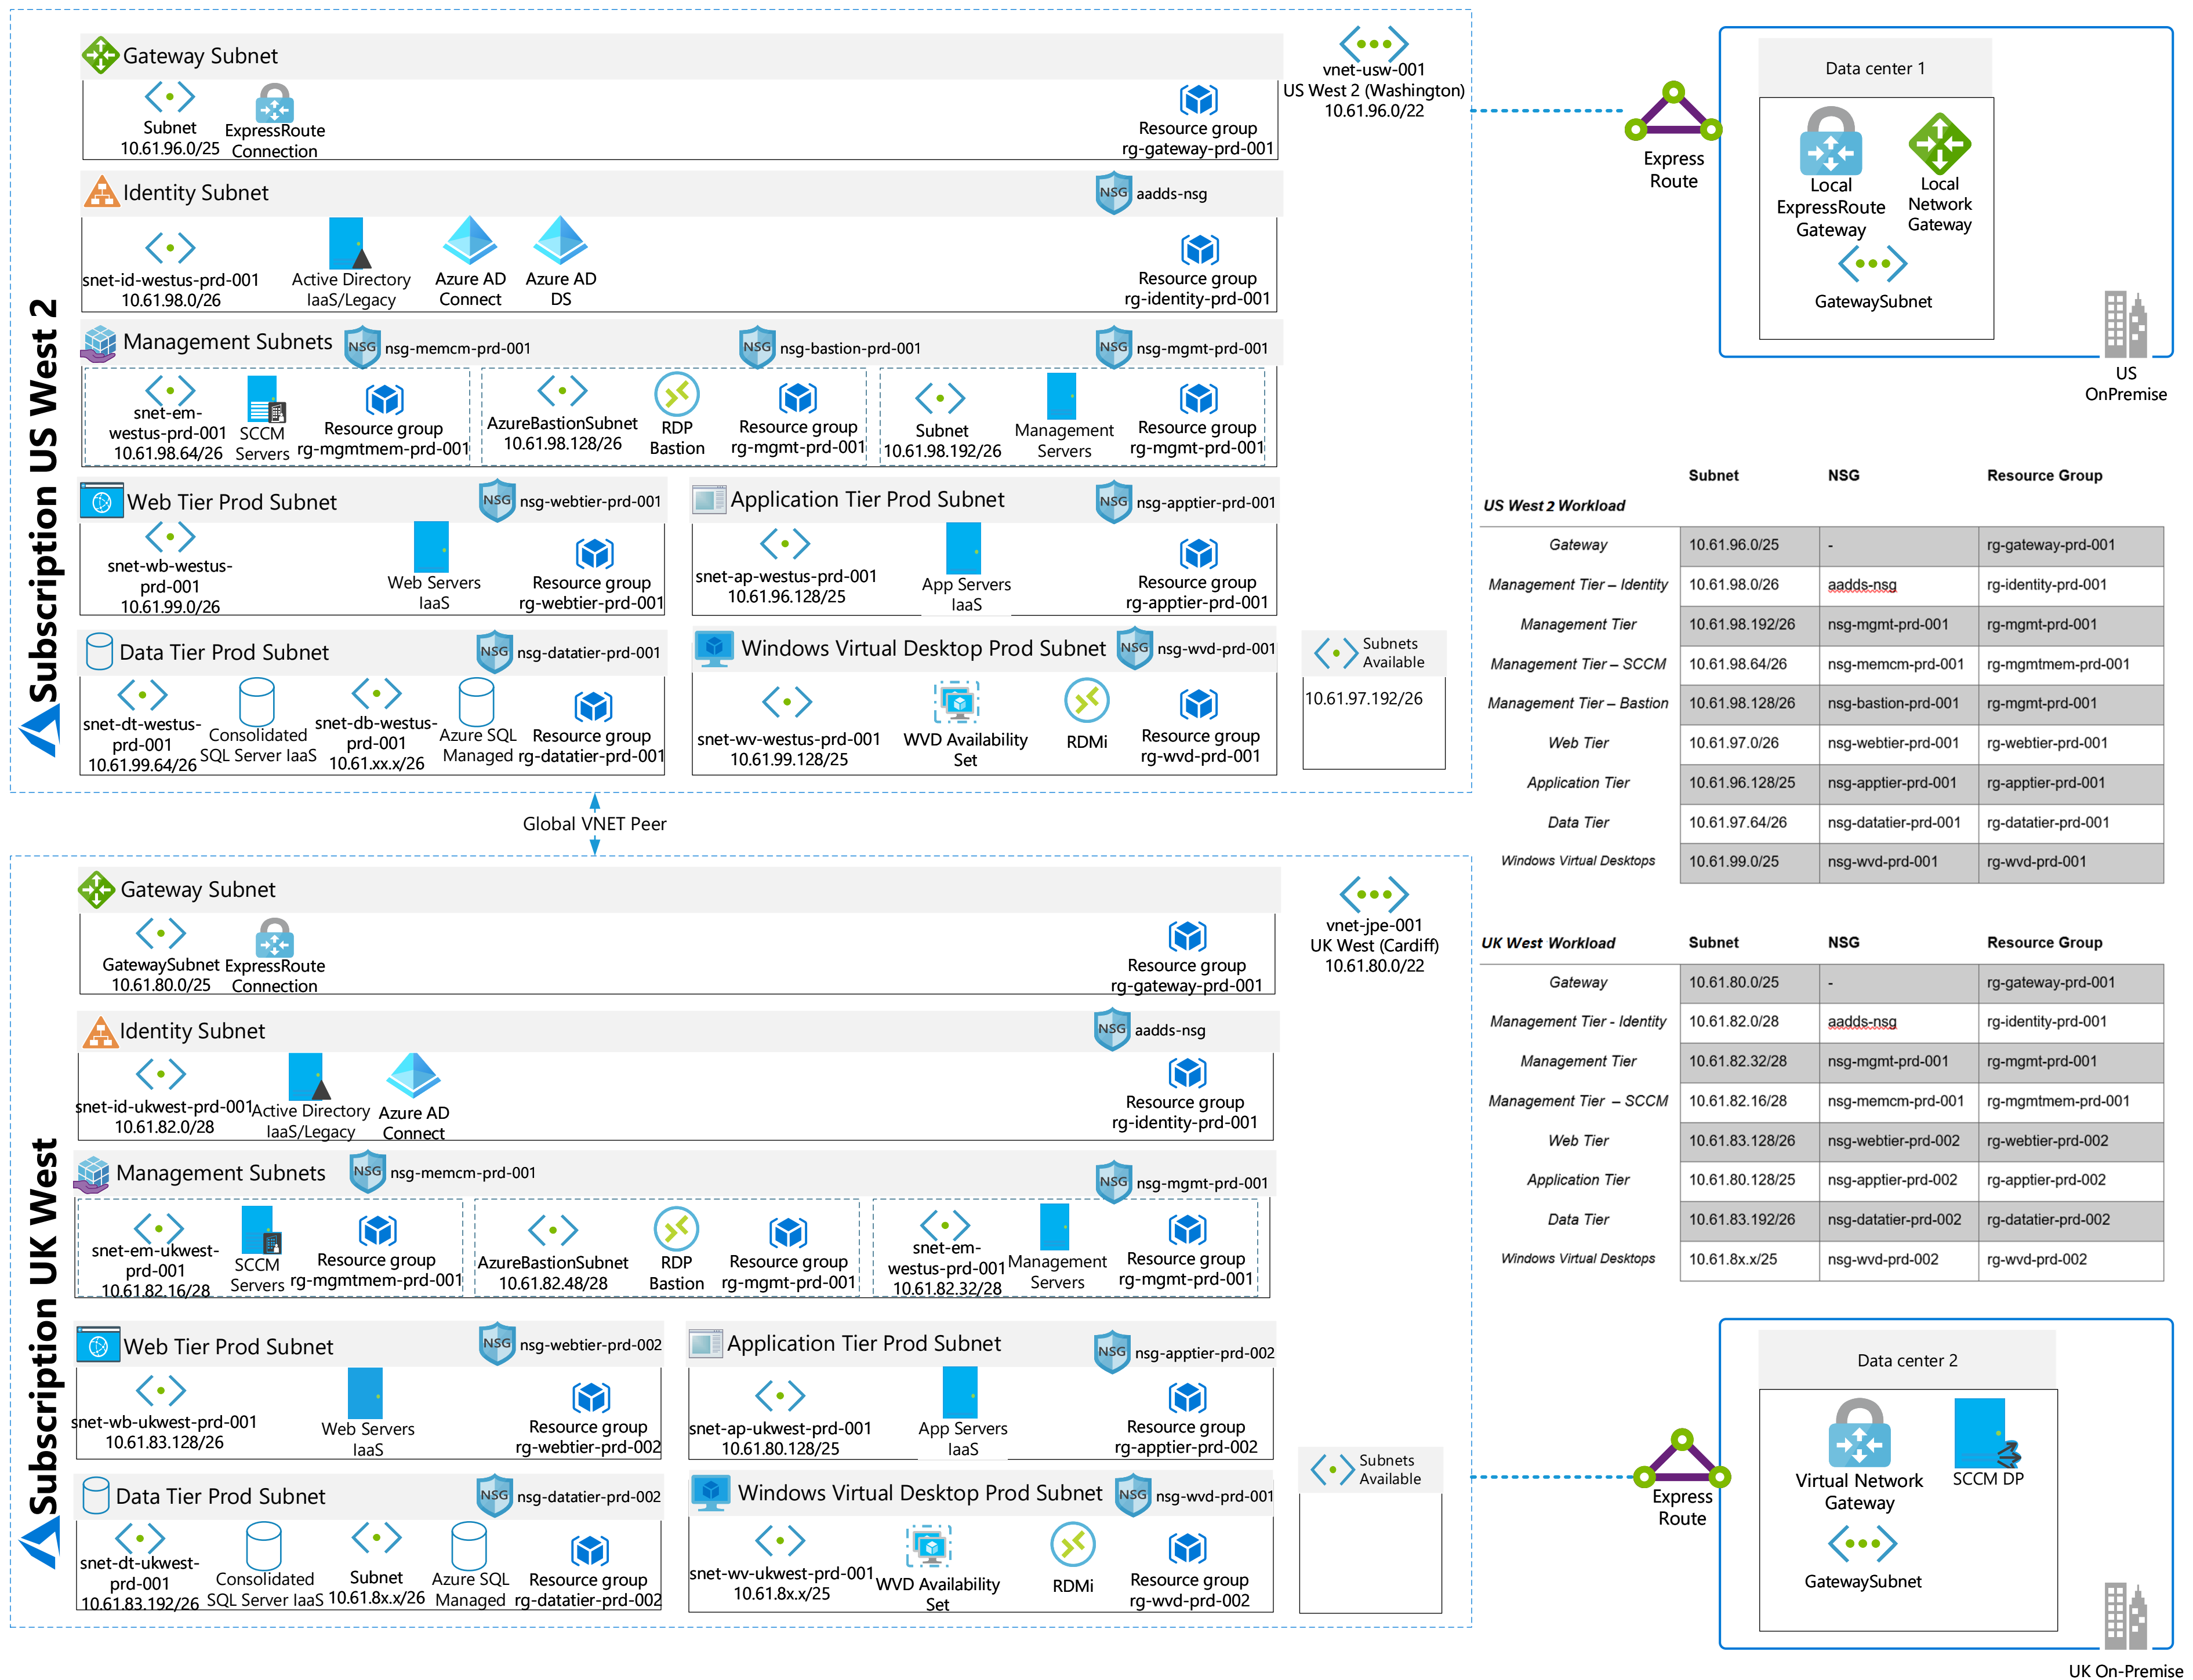 Subscription US West 2
Gateway Subnet
Subnet
10.61.96.0/25
ExpressRoute
Connection
Resource group
rg-gateway-prd-001
vnet-usw-001
US West 2 (Washington)
10.61.96.0/22
Identity Subnet
NSG
aadds-nsg
snet-id-westus-prd-001
10.61.98.0/26
Active Directory
IaaS/Legacy
Azure AD
Connect
Azure AD
DS
Resource group
rg-identity-prd-001
Management Subnets
NSG
nsg-memcm-prd-001
NSG
nsg-bastion-prd-001
NSG
nsg-mgmt-prd-001
snet-em-
westus-prd-001
10.61.98.64/26
SCCM
Servers
Resource group
rg-mgmtmem-prd-001
AzureBastionSubnet
10.61.98.128/26
RDP
Bastion
Resource group
rg-mgmt-prd-001
Subnet
10.61.98.192/26
Management
Servers
Resource group
rg-mgmt-prd-001
Web Tier Prod Subnet
NSG
nsg-webtier-prd-001
snet-wb-westus-
prd-001
10.61.99.0/26
Web Servers
IaaS
Resource group
rg-webtier-prd-001
Application Tier Prod Subnet
NSG
nsg-apptier-prd-001
snet-ap-westus-prd-001
10.61.96.128/25
App Servers
IaaS
Resource group
rg-apptier-prd-001
Data Tier Prod Subnet
NSG
nsg-datatier-prd-001
snet-dt-westus-
prd-001
10.61.99.64/26
Consolidated
SQL Server IaaS
snet-db-westus-
prd-001
10.61.xx.x/26
Azure SQL
Managed
Resource group
rg-datatier-prd-001
Windows Virtual Desktop Prod Subnet
NSG
nsg-wvd-prd-001
snet-wv-westus-prd-001
10.61.99.128/25
WVD Availability
Set
RDMi
Resource group
rg-wvd-prd-001
Subnets
Available
10.61.97.192/26
Global VNET Peer
Subscription UK West
Gateway Subnet
GatewaySubnet
10.61.80.0/25
ExpressRoute
Connection
Resource group
rg-gateway-prd-001
vnet-jpe-001
UK West (Cardiff)
10.61.80.0/22
Identity Subnet
NSG
aadds-nsg
snet-id-ukwest-prd-001
10.61.82.0/28
Active Directory
IaaS/Legacy
Azure AD
Connect
Resource group
rg-identity-prd-001
Management Subnets
NSG
nsg-memcm-prd-001
NSG
nsg-mgmt-prd-001
snet-em-ukwest-
prd-001
10.61.82.16/28
SCCM
Servers
Resource group
rg-mgmtmem-prd-001
AzureBastionSubnet
10.61.82.48/28
RDP
Bastion
Resource group
rg-mgmt-prd-001
snet-em-
westus-prd-001
10.61.82.32/28
Management
Servers
Resource group
rg-mgmt-prd-001
Web Tier Prod Subnet
NSG
nsg-webtier-prd-002
snet-wb-ukwest-prd-001
10.61.83.128/26
Web Servers
IaaS
Resource group
rg-webtier-prd-002
Application Tier Prod Subnet
NSG
nsg-apptier-prd-002
snet-ap-ukwest-prd-001
10.61.80.128/25
App Servers
IaaS
Resource group
rg-apptier-prd-002
Data Tier Prod Subnet
NSG
nsg-datatier-prd-002
snet-dt-ukwest-
prd-001
10.61.83.192/26
Consolidated
SQL Server IaaS
Subnet
10.61.8x.x/26
Azure SQL
Managed
Resource group
rg-datatier-prd-002
Windows Virtual Desktop Prod Subnet
NSG
nsg-wvd-prd-001
snet-wv-ukwest-prd-001
10.61.8x.x/25
WVD Availability
Set
RDMi
Resource group
rg-wvd-prd-002
Subnets
Available
Express
Route
Data center 1
Local
ExpressRoute
Gateway
Local
Network
Gateway
GatewaySubnet
US
OnPremise
Subnet NSG Resource Group
US West 2 Workload
Gateway 10.61.96.0/25 - rg-gateway-prd-001
Management Tier – Identity 10.61.98.0/26 aadds-nsg rg-identity-prd-001
Management Tier 10.61.98.192/26 nsg-mgmt-prd-001 rg-mgmt-prd-001
Management Tier – SCCM 10.61.98.64/26 nsg-memcm-prd-001 rg-mgmtmem-prd-001
Management Tier – Bastion 10.61.98.128/26 nsg-bastion-prd-001 rg-mgmt-prd-001
Web Tier 10.61.97.0/26 nsg-webtier-prd-001 rg-webtier-prd-001
Application Tier 10.61.96.128/25 nsg-apptier-prd-001 rg-apptier-prd-001
Data Tier 10.61.97.64/26 nsg-datatier-prd-001 rg-datatier-prd-001
Windows Virtual Desktops 10.61.99.0/25 nsg-wvd-prd-001 rg-wvd-prd-001
UK West Workload Subnet NSG Resource Group
Gateway 10.61.80.0/25 - rg-gateway-prd-001
Management Tier - Identity 10.61.82.0/28 aadds-nsg rg-identity-prd-001
Management Tier 10.61.82.32/28 nsg-mgmt-prd-001 rg-mgmt-prd-001
Management Tier – SCCM 10.61.82.16/28 nsg-memcm-prd-001 rg-mgmtmem-prd-001
Web Tier 10.61.83.128/26 nsg-webtier-prd-002 rg-webtier-prd-002
Application Tier 10.61.80.128/25 nsg-apptier-prd-002 rg-apptier-prd-002
Data Tier 10.61.83.192/26 nsg-datatier-prd-002 rg-datatier-prd-002
Windows Virtual Desktops 10.61.8x.x/25 nsg-wvd-prd-002 rg-wvd-prd-002
Express
Route
Data center 2
Virtual Network
Gateway
SCCM DP
GatewaySubnet
UK On-Premise